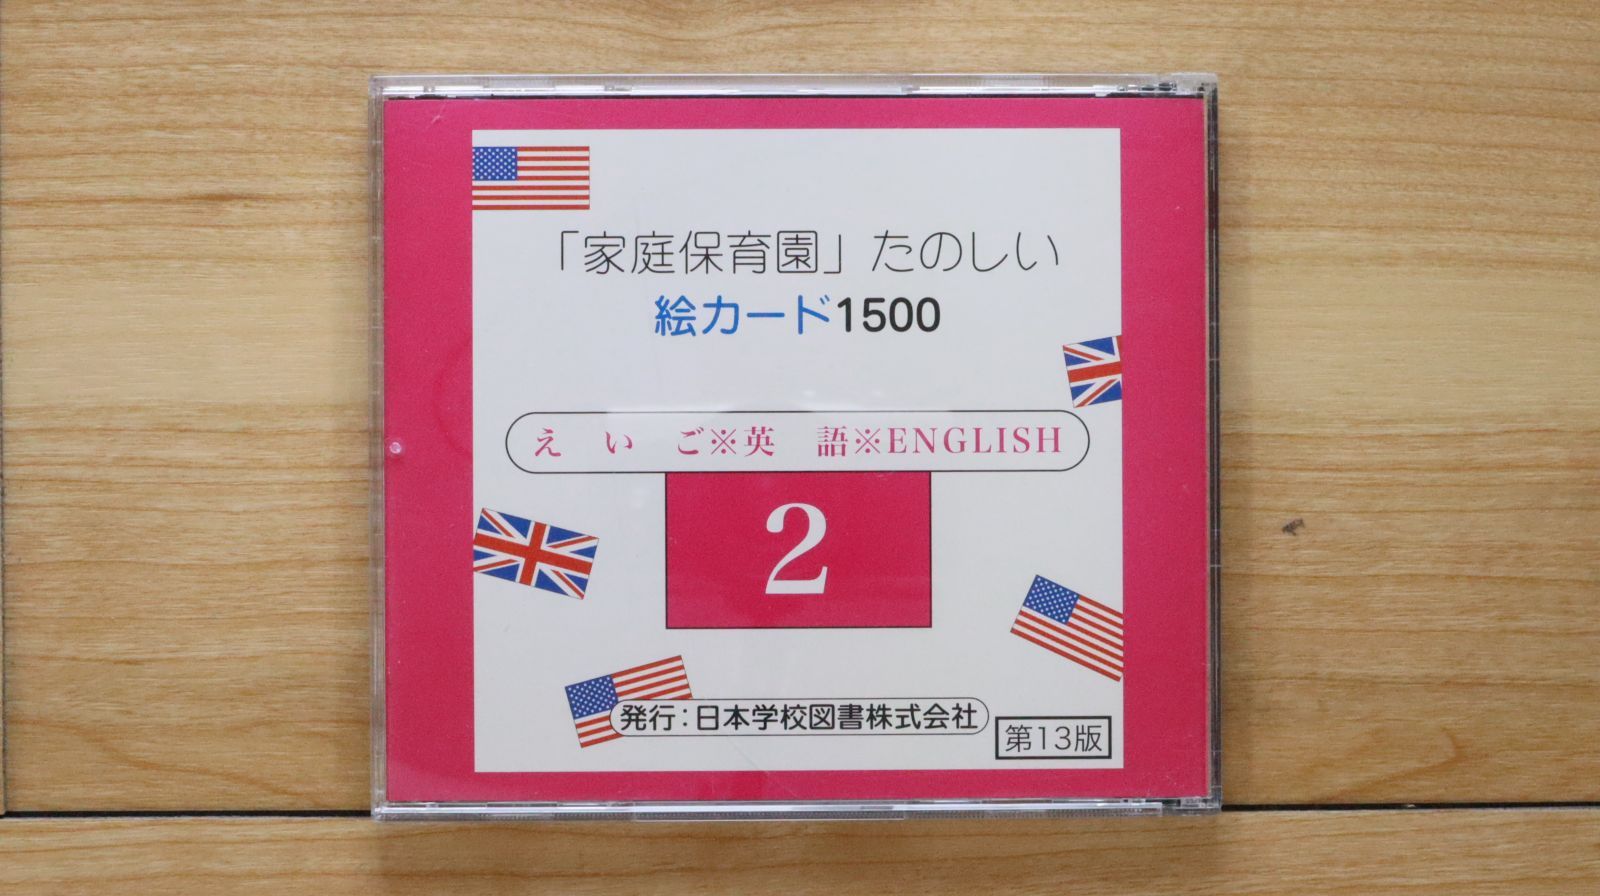 「家庭保育園」たのしい
絵カード1500
えいご※英語※ENGLISH
2
発行：日本学校図書株式会社
第13版